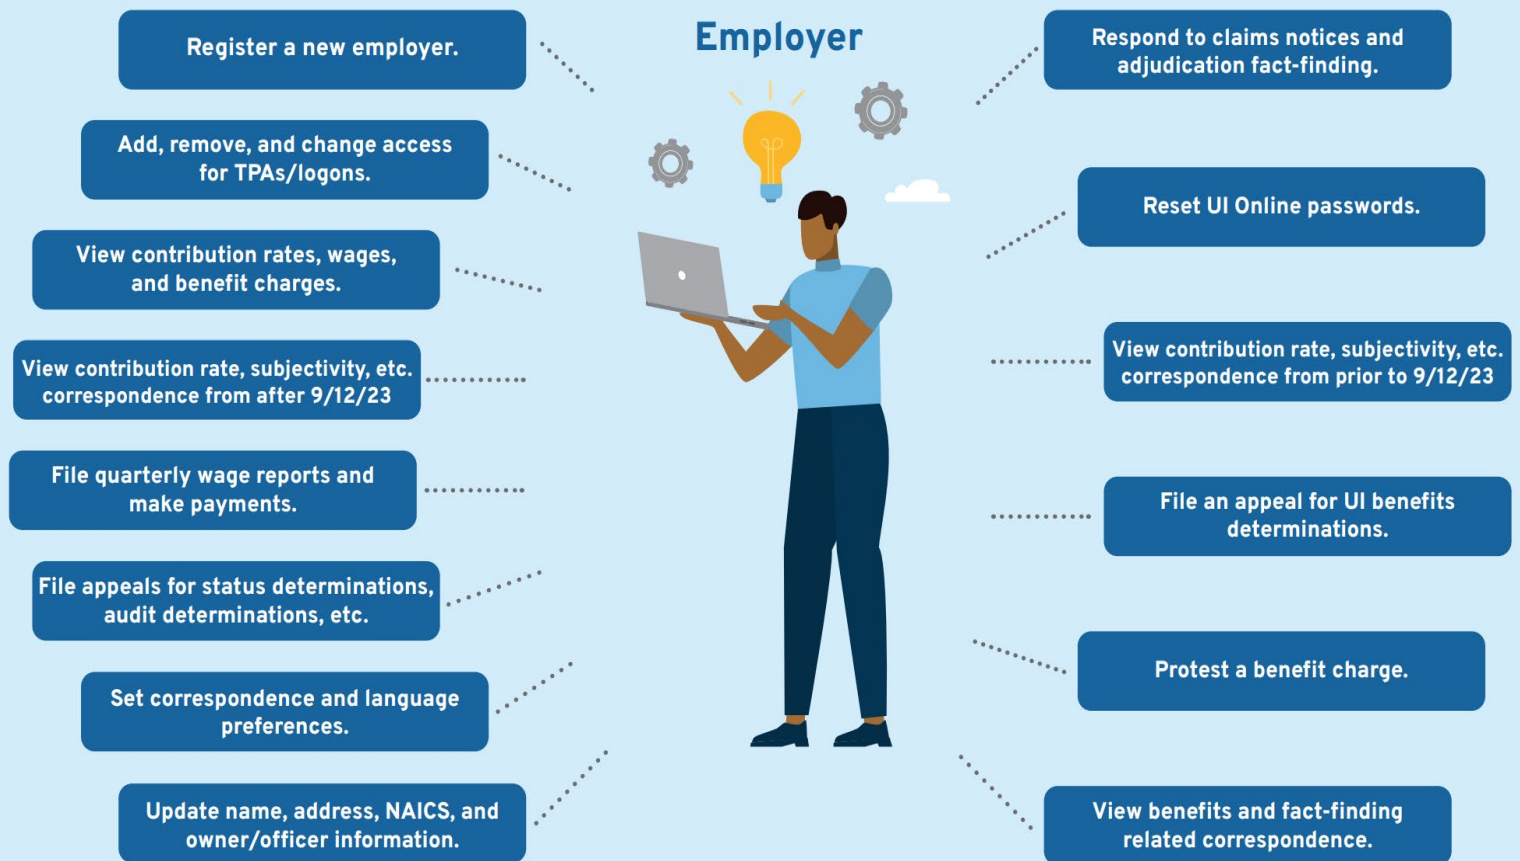 Employer
Register a new employer.
Add, remove, and change access
for TPAs/logons.
View contribution rates, wages,
and benefit charges.
View contribution rate, subjectivity, etc.
correspondence from after 9/12/23
File quarterly wage reports and
make payments.
File appeals for status determinations,
audit determinations, etc.
Set correspondence and language
preferences.
Update name, address, NAICS, and
owner/officer information.
Respond to claims notices and
adjudication fact-finding.
Reset UI Online passwords.
View contribution rate, subjectivity, etc.
correspondence from prior to 9/12/23
File an appeal for UI benefits
determinations.
Protest a benefit charge.
View benefits and fact-finding
related correspondence.